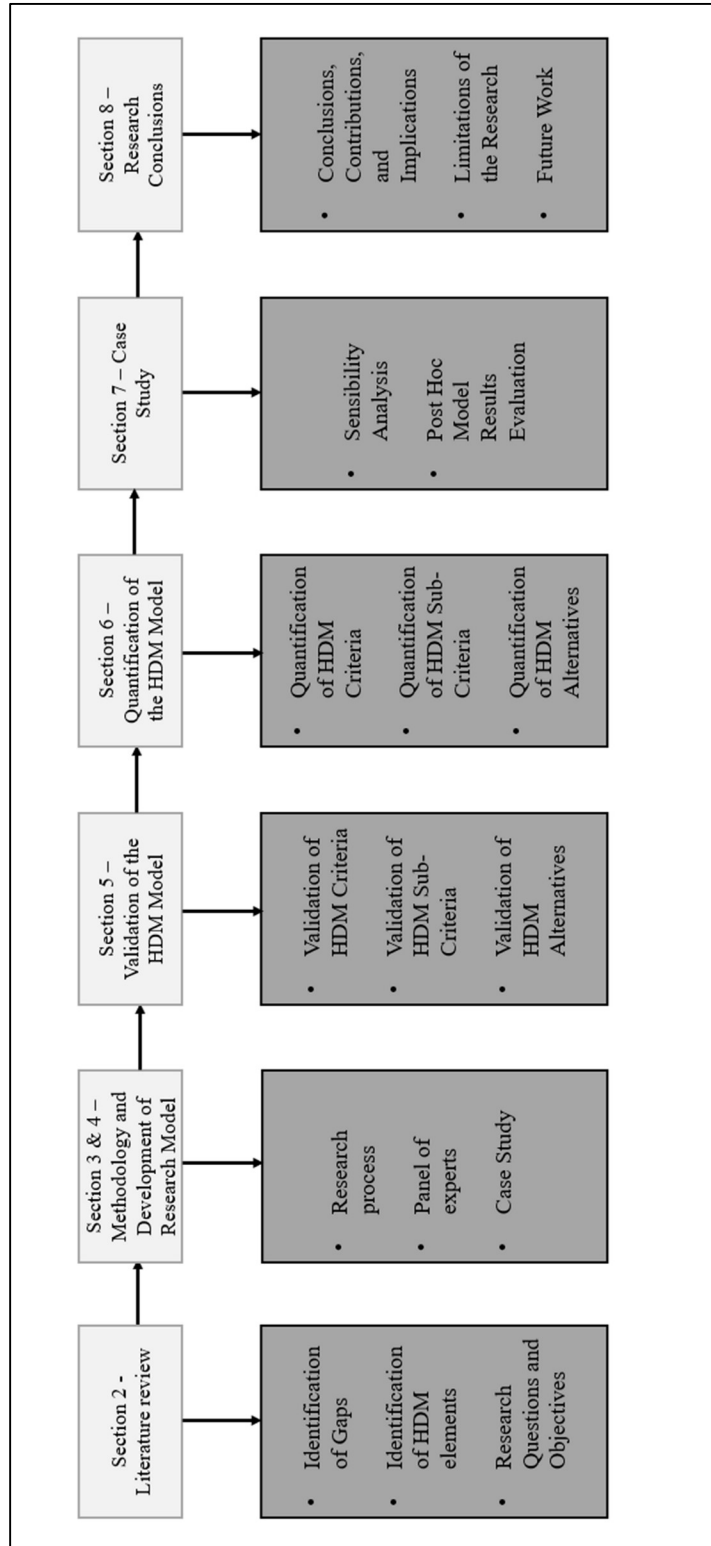 Section 2 -
Literature review
• Identification
of Gaps
• Identification
of HDM
elements
• Research
Questions and
Objectives
Section 3 & 4 –
Methodology and
Development of
Research Model
• Research
process
• Panel of
experts
• Case Study
Section 5 –
Validation of the
HDM Model
• Validation of
HDM Criteria
• Validation of
HDM Sub-
Criteria
• Validation of
HDM
Alternatives
Section 6 –
Quantification of
the HDM Model
• Quantification
of HDM
Criteria
• Quantification
of HDM Sub-
Criteria
• Quantification
of HDM
Alternatives
Section 7 – Case
Study
• Sensibility
Analysis
• Post Hoc
Model
Results
Evaluation
Section 8 –
Research
Conclusions
• Conclusions,
Contributions,
and
Implications
• Limitations of
the Research
• Future Work